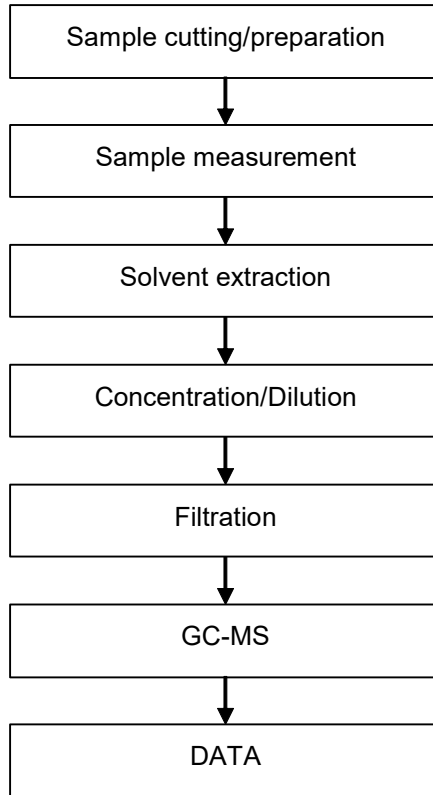 Sample cutting/preparation
Sample measurement
Solvent extraction
Concentration/Dilution
Filtration
GC-MS
DATA